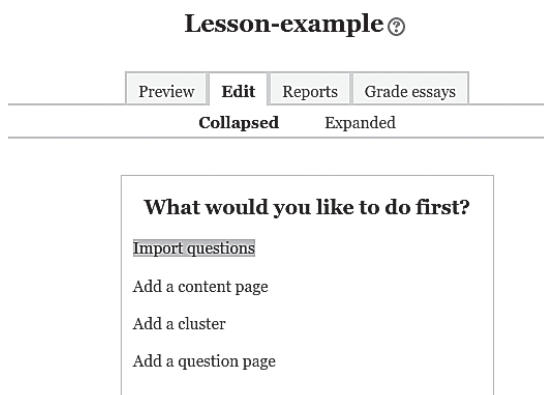 Lesson-example
Preview Edit Reports Grade essays
Collapsed Expanded
What would you like to do first?
Import questions
Add a content page
Add a cluster
Add a question page